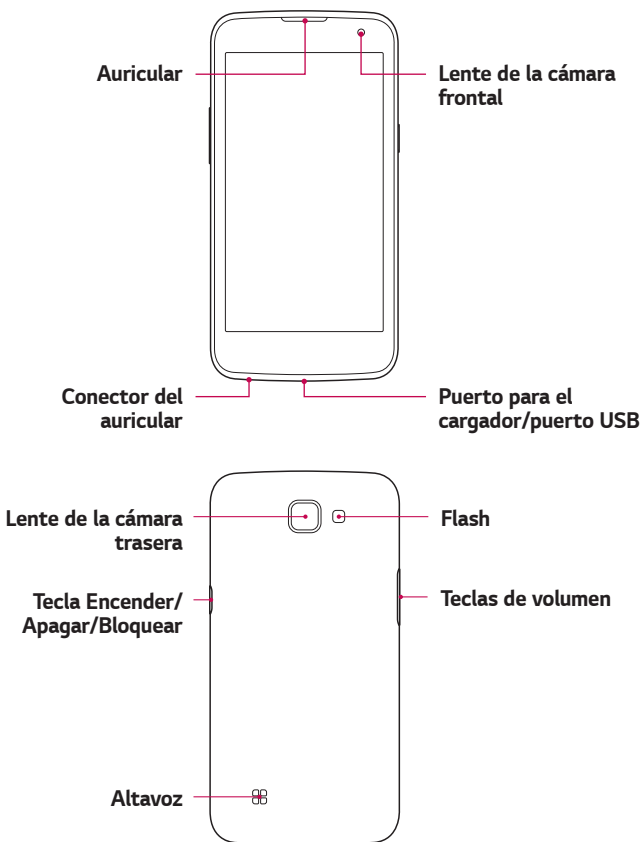 Auricular
Lente de la cámara
frontal
Conector del
auricular
Puerto para el
cargador/puerto USB
Lente de la cámara
trasera
Flash
Tecla Encender/
Apagar/Bloquear
Teclas de volumen
Altavoz